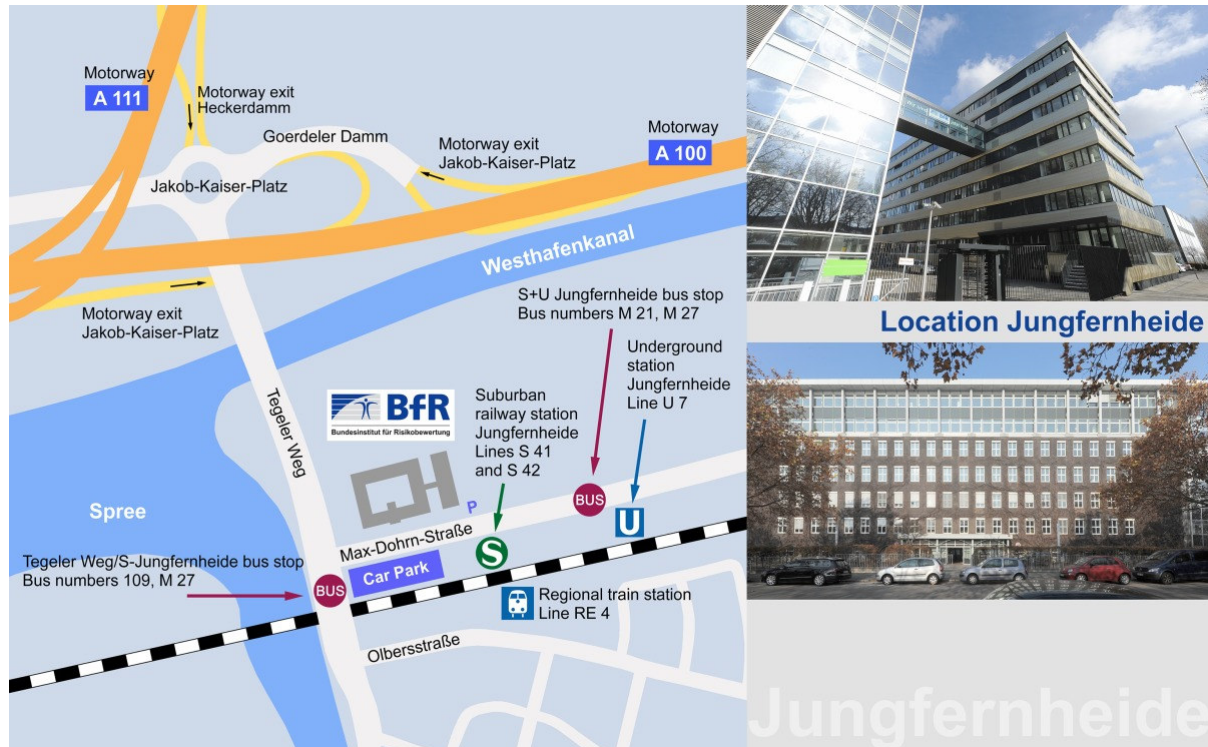 Motorway
A 111
Motorway exit
Heckerdamm
Goerdeler Damm
Motorway exit
Jakob-Kaiser-Platz
Motorway
A 100
Jakob-Kaiser-Platz
Motorway exit
Jakob-Kaiser-Platz
Westhafenkanal
S+U Jungfernheide bus stop
Bus numbers M 21, M 27
Underground
station
Jungfernheide
Line U 7
Suburban
railway station
Jungfernheide
Lines S 41
and S 42
Tegeler Weg
BfR
Bundesinstitut für Risikobewertung
Spree
P
BUS
U
S
Max-Dohrn-Straße
Car Park
Tegeler Weg/S-Jungfernheide bus stop
Bus numbers 109, M 27
BUS
Regional train station
Line RE 4
Olbersstraße
Location Jungfernheide
Jungfernheide